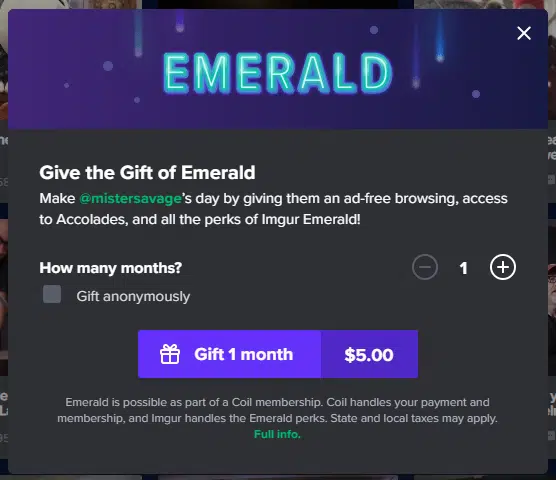 EMERALD
Give the Gift of Emerald
Make @mistersavage's day by giving them an ad-free browsing, access
to Accolades, and all the perks of Imgur Emerald!
How many months?
1
Gift anonymously
Gift 1 month
$5.00
Emerald is possible as part of a Coil membership. Coil handles your payment and
membership, and Imgur handles the Emerald perks. State and local taxes may apply.
Full info.